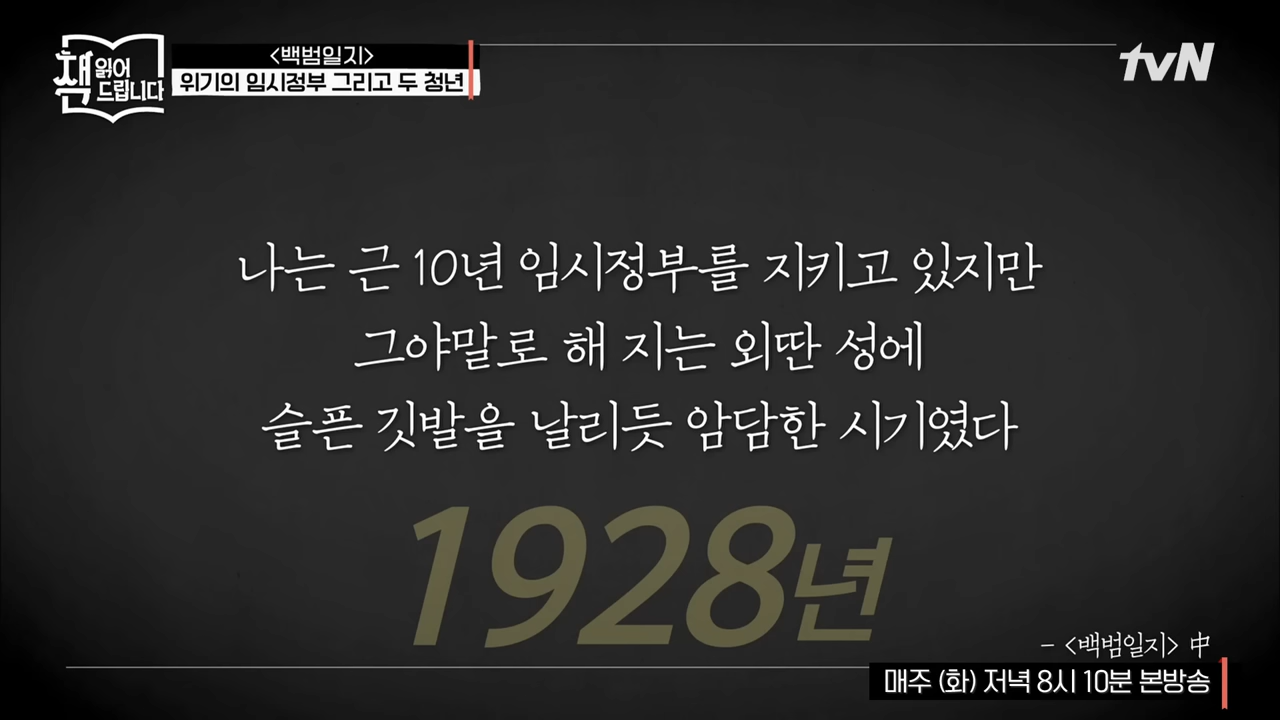 책 읽어
드립니다
<백범일지>
위기의 임시정부 그리고 두 청년
tvN
나는 근 10년 임시정부를 지키고 있지만
그야말로 해 지는 외딴 성에
슬픈 깃발을 날리듯 암담한 시기였다
1928년
- <백범일지> 中
매주 (화) 저녁 8시 10분 본방송